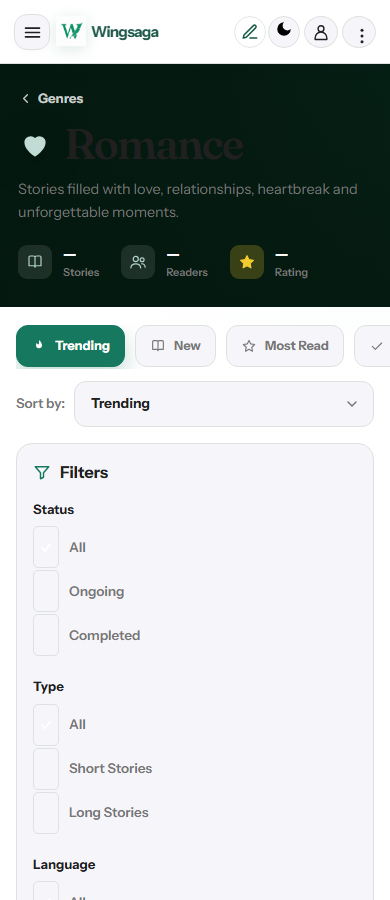 Wingsaga
Genres
Romance
Stories filled with love, relationships, heartbreak and
unforgettable moments.
–
Stories
–
Readers
–
Rating
Trending
New
Most Read
Sort by:
Trending
Filters
Status
All
Ongoing
Completed
Type
All
Short Stories
Long Stories
Language
All